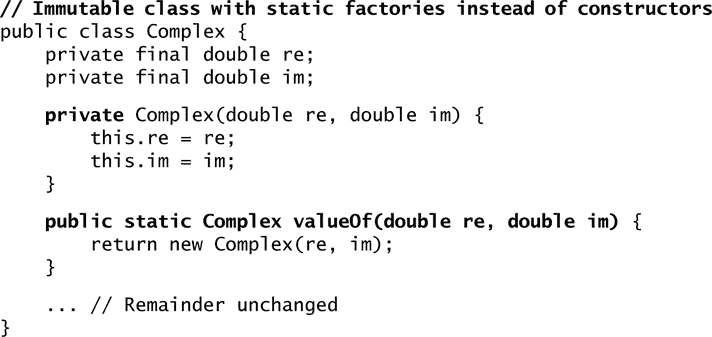 // Immutable class with static factories instead of constructors
public class Complex {
    private final double re;
    private final double im;
    private Complex(double re, double im) {
        this.re = re;
        this.im = im;
    }
    public static Complex valueOf(double re, double im) {
        return new Complex(re, im);
    }
    ... // Remainder unchanged
}